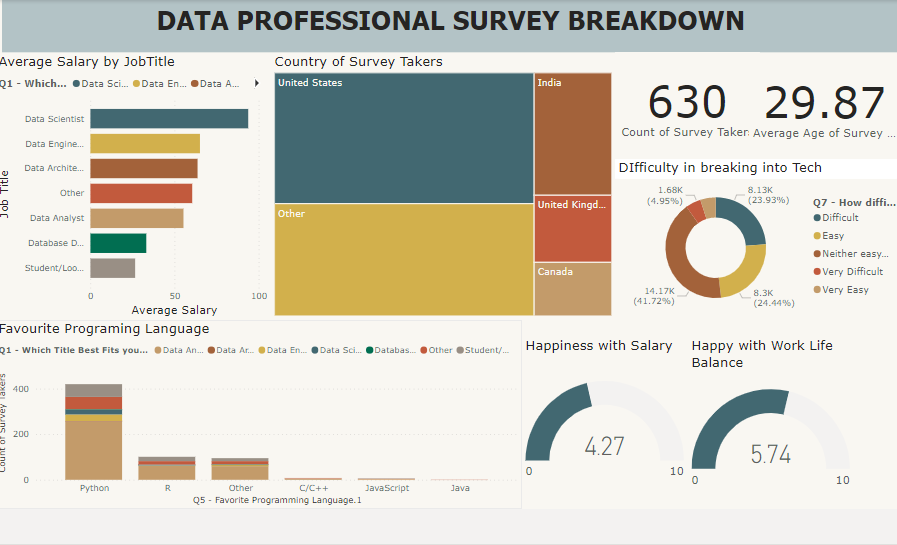 DATA PROFESSIONAL SURVEY BREAKDOWN
Average Salary by JobTitle
Q1 - Which... Data Sci... Data En... Data A...
Job Title
Data Scientist
Data Engine...
Data Archite...
Other
Data Analyst
Database D...
Student/Loo...
0 50 100
Average Salary
Country of Survey Takers
United States
India
Other
United Kingd...
Canada
630
Count of Survey Takers
29.87
Average Age of Survey ...
DIfficulty in breaking into Tech
1.68K
(4.95%)
8.13K
(23.93%)
14.17K
(41.72%)
8.3K
(24.44%)
Q7 - How diffi...
Difficult
Easy
Neither easy...
Very Difficult
Very Easy
Favourite Programing Language
Q1 - Which Title Best Fits you... Data An... Data Ar... Data En... Data Sci... Databas... Other Student/...
Count of Survey Takers
400
200
0
Python R Other C/C++ JavaScript Java
Q5 - Favorite Programming Language.1
Happiness with Salary
4.27
0 10
Happy with Work Life
Balance
5.74
0 10